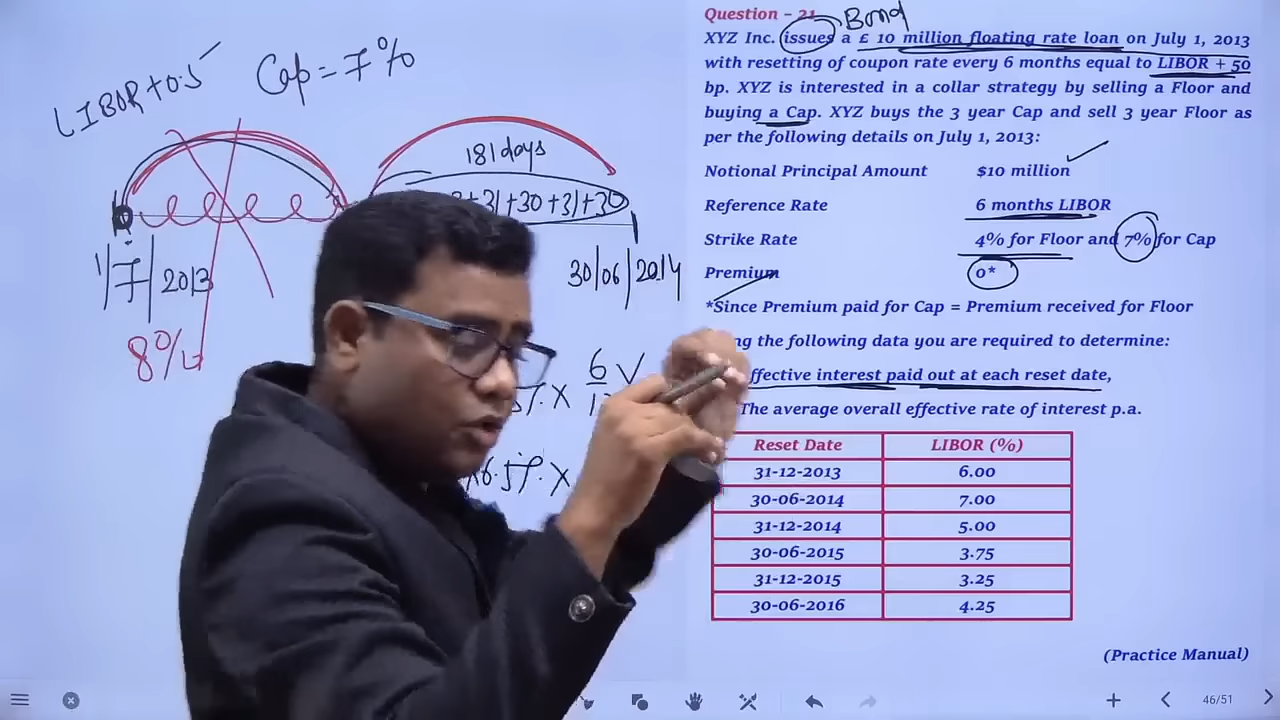 LIBOR + 0.5
Cap = 7%
181 days
+31+30+31+30
1/7/2013
30/06/2014
8%
6
Question – 21
Bond
XYZ Inc. issues a £ 10 million floating rate loan on July 1, 2013
with resetting of coupon rate every 6 months equal to LIBOR + 50
bp. XYZ is interested in a collar strategy by selling a Floor and
buying a Cap. XYZ buys the 3 year Cap and sell 3 year Floor as
per the following details on July 1, 2013:
Notional Principal Amount $10 million
Reference Rate 6 months LIBOR
Strike Rate 4% for Floor and 7% for Cap
Premium 0*
*Since Premium paid for Cap = Premium received for Floor
the following data you are required to determine:
interest paid out at each reset date,
The average overall effective rate of interest p.a.
Reset Date LIBOR (%)
31-12-2013 6.00
30-06-2014 7.00
31-12-2014 5.00
30-06-2015 3.75
31-12-2015 3.25
30-06-2016 4.25
(Practice Manual)
46/51